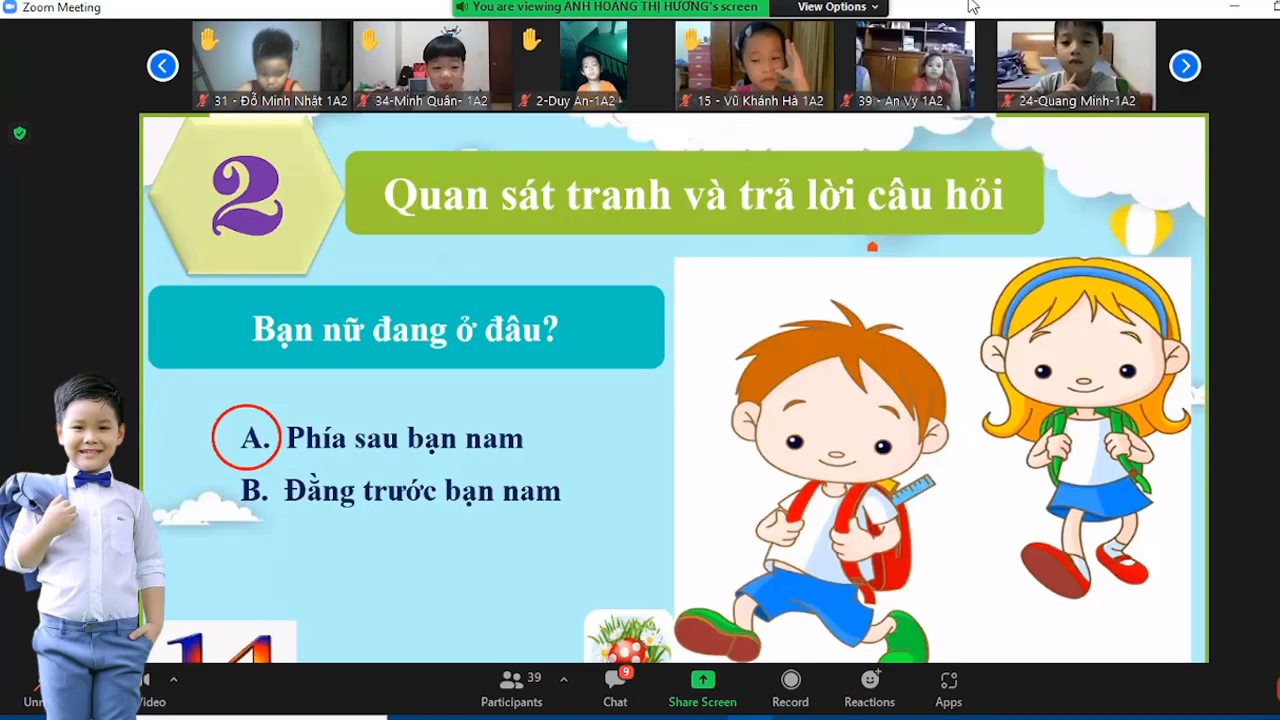 Zoom Meeting
You are viewing ANH HOÀNG THỊ HƯƠNG's screen
View Options
31 - Đỗ Minh Nhật 1A2
34-Minh Quân- 1A2
2-Duy An-1A2
15 - Vũ Khánh Hà 1A2
39 - An Vy 1A2
24-Quang Minh-1A2
2
Quan sát tranh và trả lời câu hỏi
Bạn nữ đang ở đâu?
A. Phía sau bạn nam
B. Đằng trước bạn nam
14
39
9
Video
Participants
Chat
Share Screen
Record
Reactions
Apps